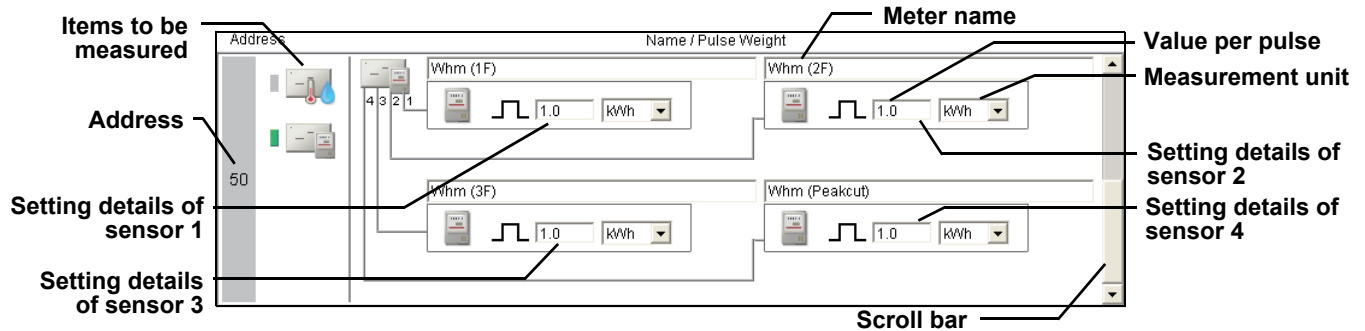 Items to be
measured
Meter name
Address
Name / Pulse Weight
Value per pulse
Measurement unit
Whm (1F)
Whm (2F)
4 3 2 1
1.0 kWh
1.0 kWh
Address
50
Setting details of
sensor 2
Whm (3F)
Whm (Peakcut)
Setting details of
sensor 1
Setting details of
sensor 4
1.0 kWh
1.0 kWh
Setting details
of sensor 3
Scroll bar